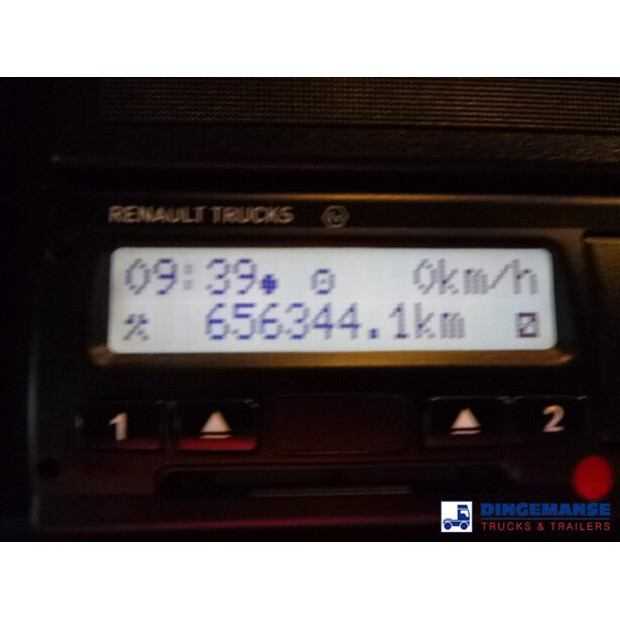 RENAULT TRUCKS
09:39 0km/h
656344.1km
1 2
DINGEMANSE
TRUCKS & TRAILERS